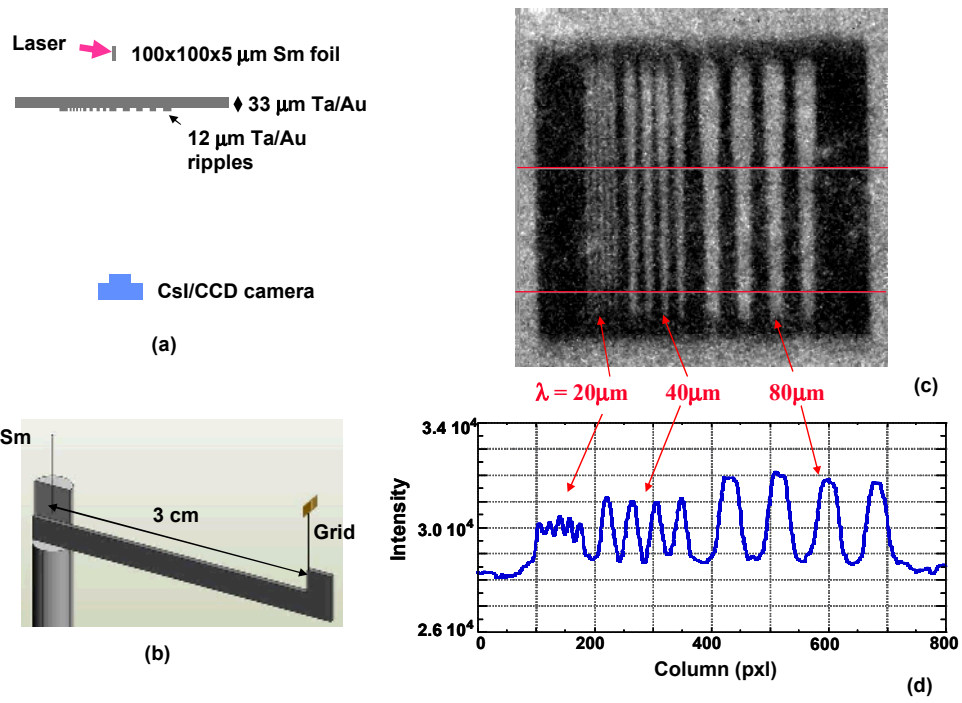 Laser
100x100x5 μm Sm foil
33 μm Ta/Au
12 μm Ta/Au
ripples
CsI/CCD camera
(a)
Sm
3 cm
Grid
(b)
λ = 20μm
40μm
80μm
(c)
3.4 10⁴
3.0 10⁴
2.6 10⁴
Intensity
0
200
400
600
800
Column (pxl)
(d)